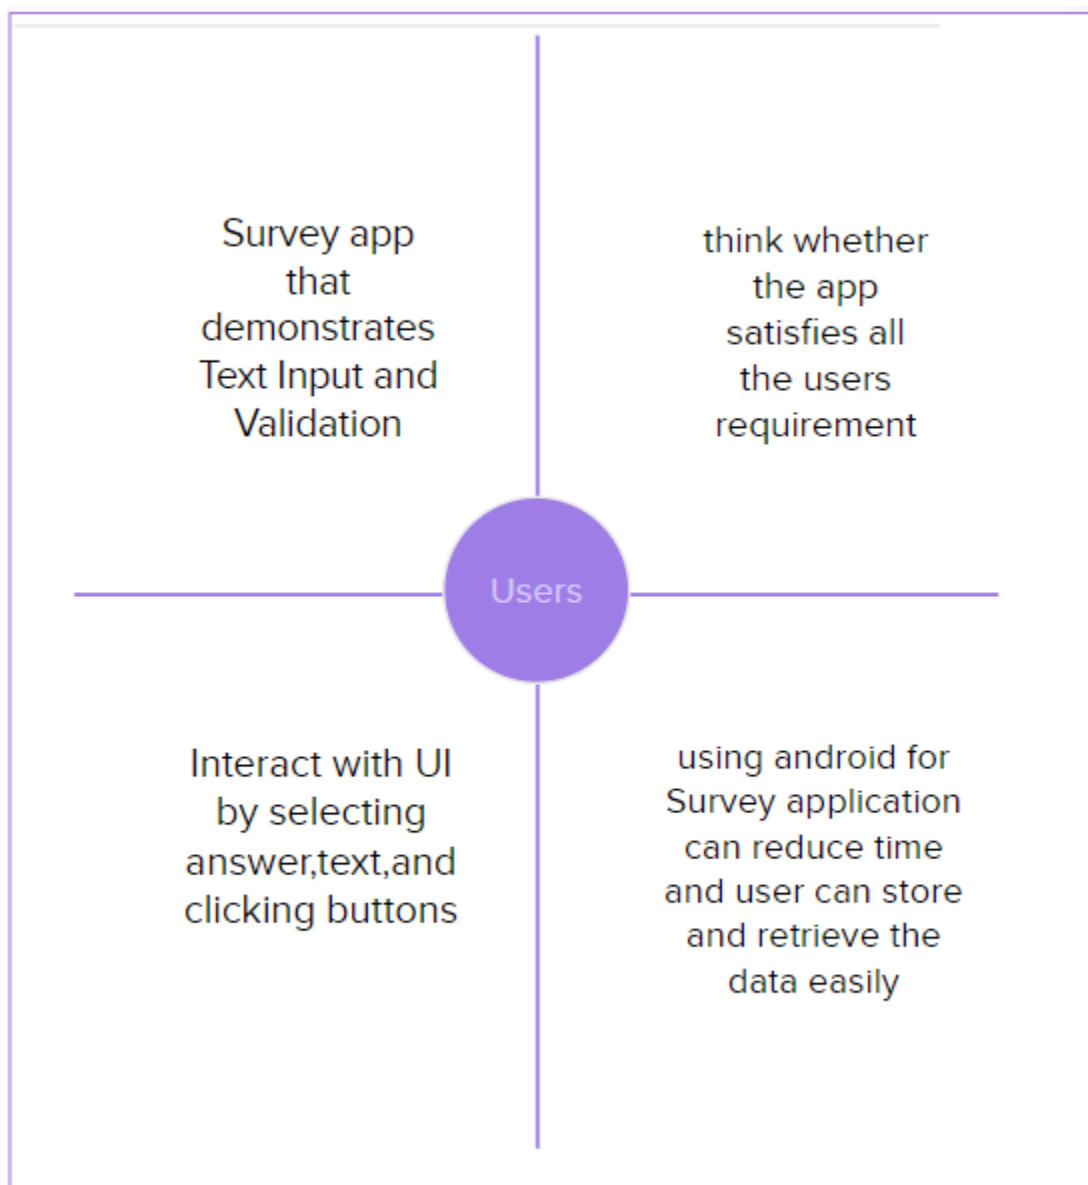 Survey app
that
demonstrates
Text Input and
Validation
think whether
the app
satisfies all
the users
requirement
Users
Interact with UI
by selecting
answer,text,and
clicking buttons
using android for
Survey application
can reduce time
and user can store
and retrieve the
data easily